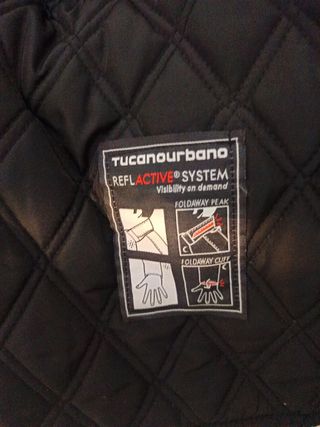 Tucanourbano
REFLACTIVE® SYSTEM
Visibility on demand
FOLDAWAY PEAK
FOLDAWAY CUFF